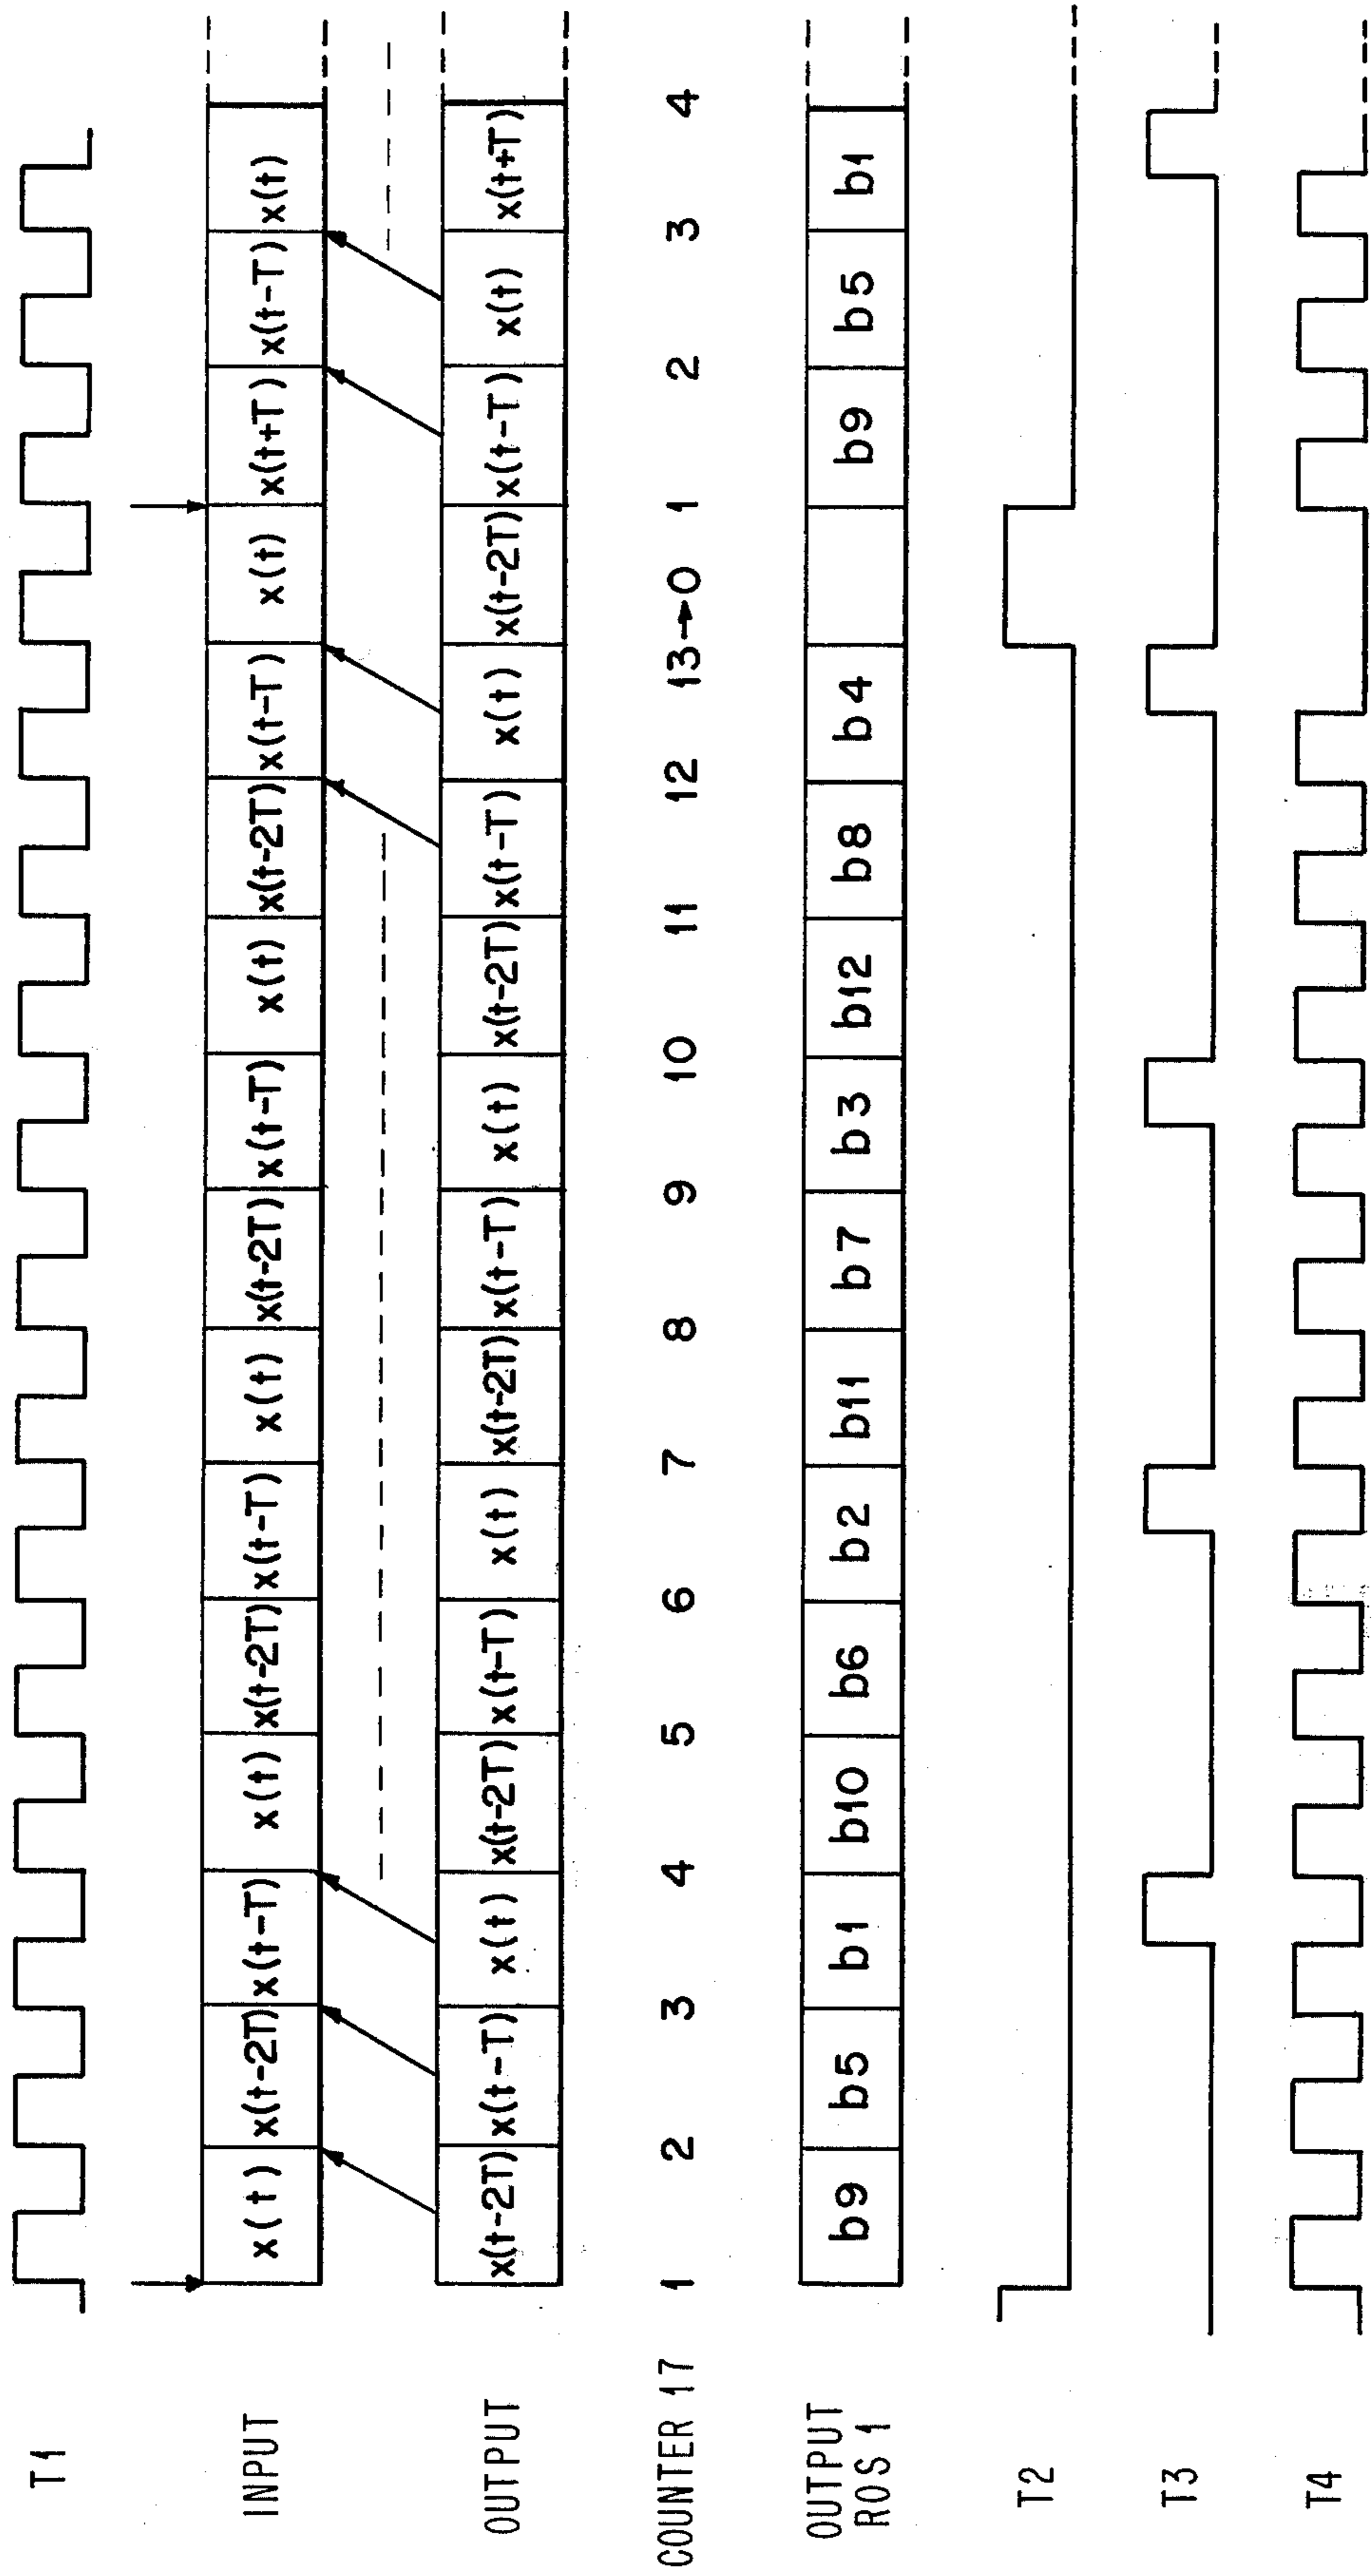 T1
INPUT x(t) x(t-2T) x(t-T) x(t) x(t-2T) x(t-T) x(t) x(t-2T) x(t-T) x(t) x(t-2T) x(t-T) x(t) x(t+T) x(t-T) x(t)
OUTPUT x(t-2T) x(t-T) x(t) x(t-2T) x(t-T) x(t) x(t-2T) x(t-T) x(t) x(t-2T) x(t-T) x(t) x(t-2T) x(t-T) x(t) x(t+T)
COUNTER 17 1 2 3 4 5 6 7 8 9 10 11 12 13→0 1 2 3 4
OUTPUT
ROS 1
b9 b5 b1 b10 b6 b2 b11 b7 b3 b12 b8 b4 b9 b5 b1
T2
T3
T4